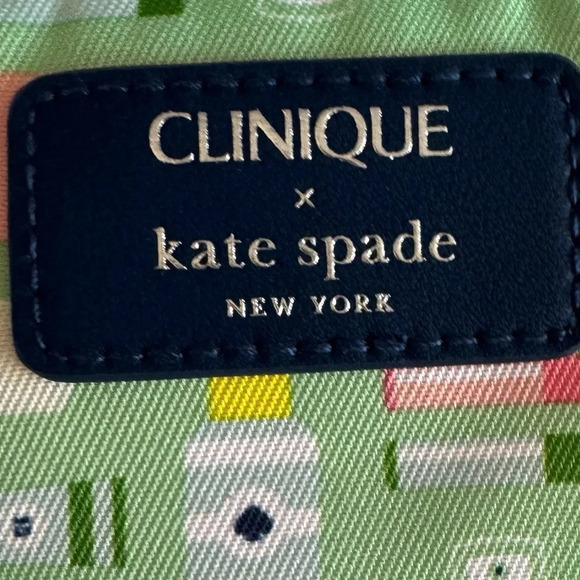 CLINIQUE
x
kate spade
NEW YORK